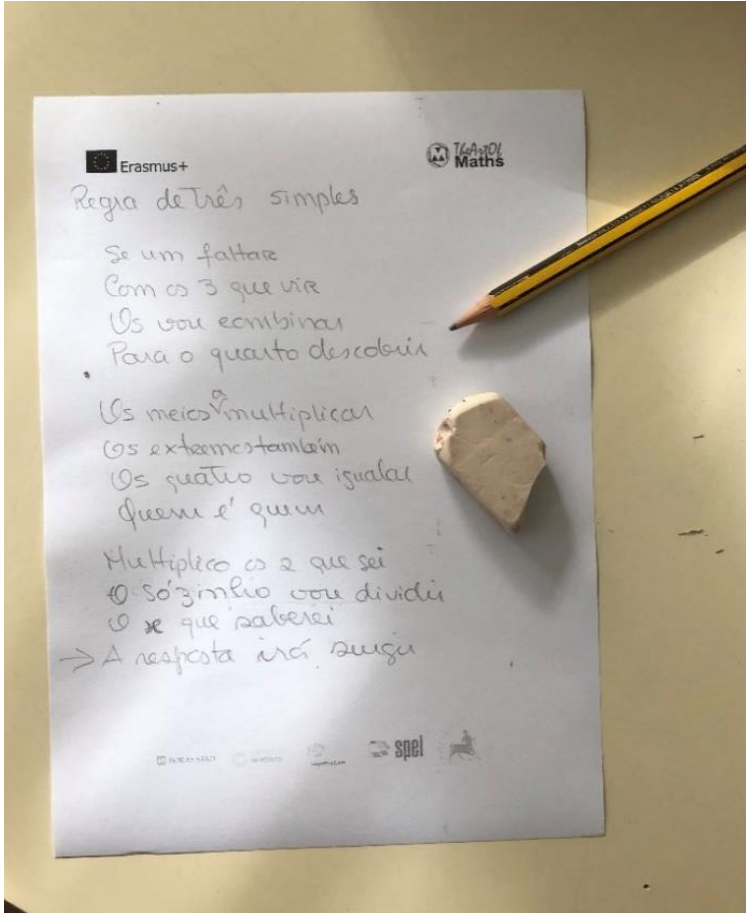 Erasmus+
TheArtOf
Maths
Regra de Três simples
Se um faltar
Com os 3 que vir
Os vou combinar
Para o quarto descobrir
Os meios a multiplicar
Os extremos também
Os quatro vou igualar
Quem é quem
Multiplico os 2 que sei
O sózinho vou dividir
O x que saberei
→ A resposta irá surgir
spel